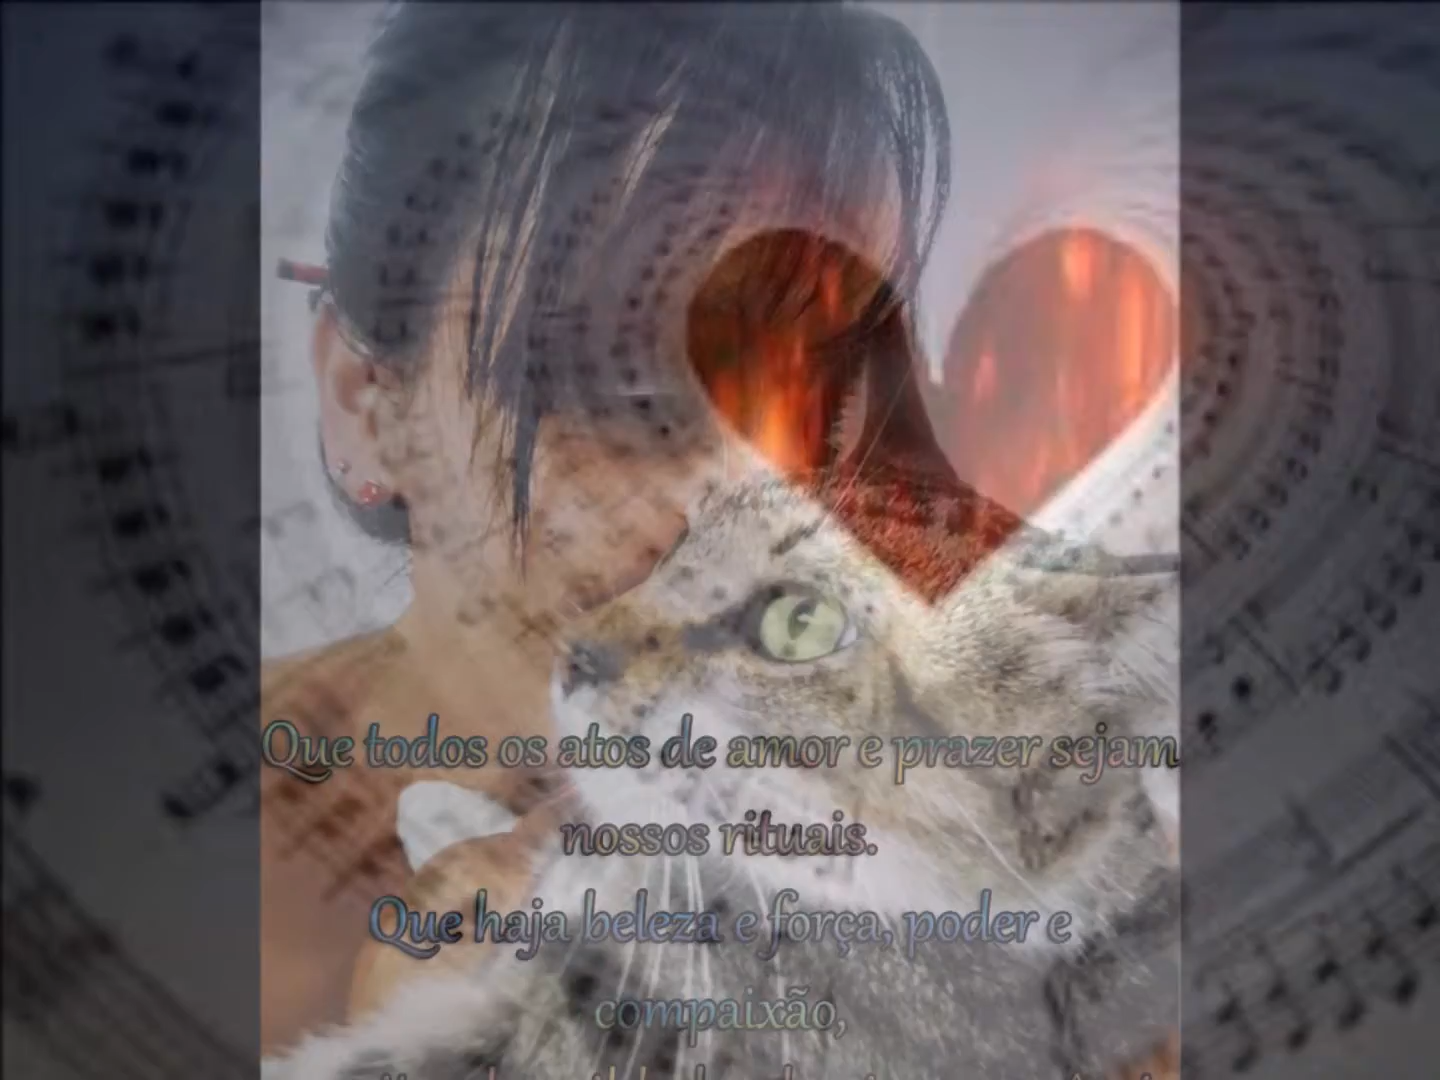 Que todos os atos de amor e prazer sejam
nossos rituais.
Que haja beleza e força, poder e
compaixão,